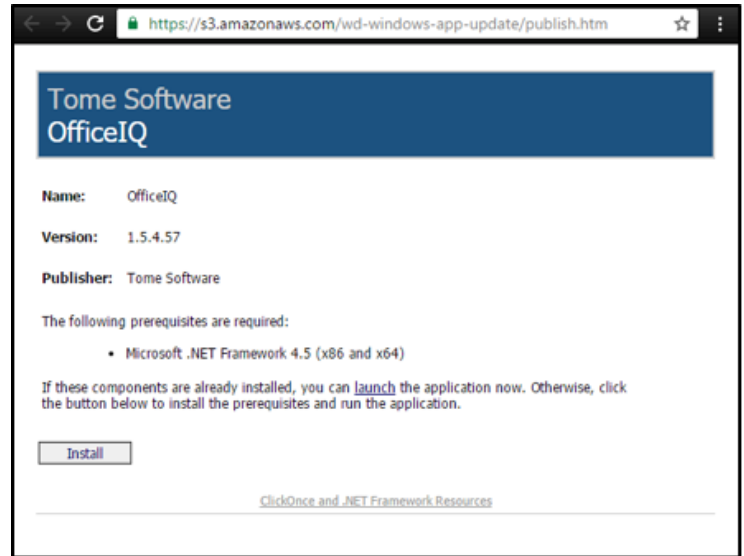 https://s3.amazonaws.com/wd-windows-app-update/publish.htm
Tome Software
OfficeIQ
Name: OfficeIQ
Version: 1.5.4.57
Publisher: Tome Software
The following prerequisites are required:
• Microsoft .NET Framework 4.5 (x86 and x64)
If these components are already installed, you can launch the application now. Otherwise, click
the button below to install the prerequisites and run the application.
Install
ClickOnce and .NET Framework Resources